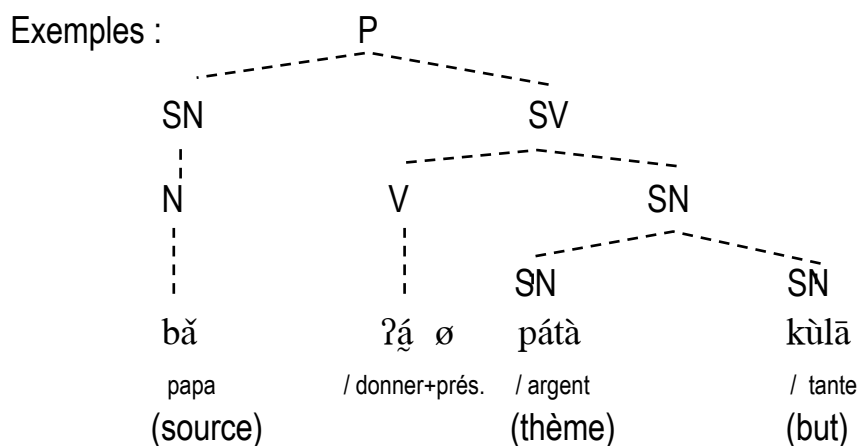 Exemples : P
SN SV
N V SN
SN SN
bǎ ʔá̰ ø pátà kùlā
papa / donner+prés. / argent / tante
(source) (thème) (but)